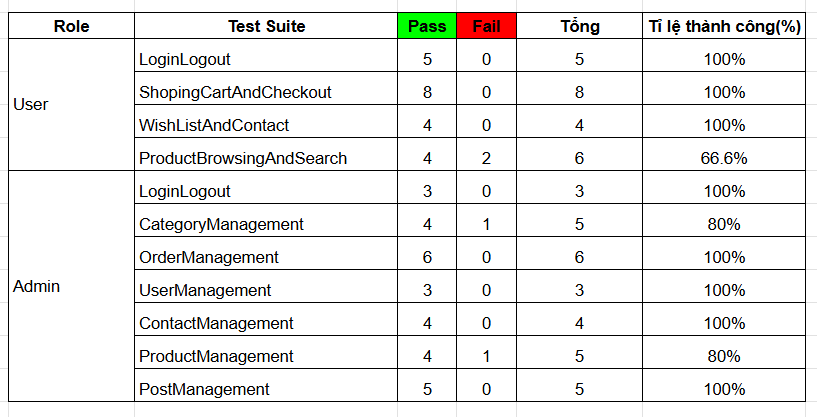 Role Test Suite Pass Fail Tổng Tỉ lệ thành công(%)
User
LoginLogout 5 0 5 100%
ShopingCartAndCheckout 8 0 8 100%
WishListAndContact 4 0 4 100%
ProductBrowsingAndSearch 4 2 6 66.6%
Admin
LoginLogout 3 0 3 100%
CategoryManagement 4 1 5 80%
OrderManagement 6 0 6 100%
UserManagement 3 0 3 100%
ContactManagement 4 0 4 100%
ProductManagement 4 1 5 80%
PostManagement 5 0 5 100%